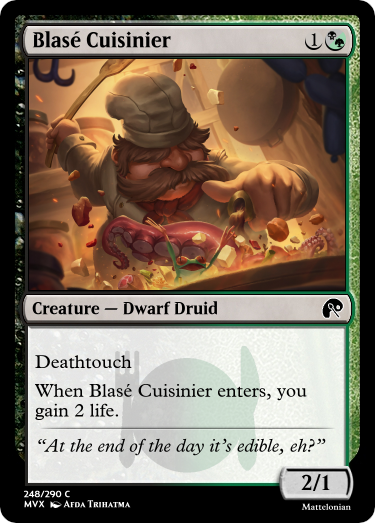 Blasé Cuisinier 1
Creature — Dwarf Druid
Deathtouch
When Blasé Cuisinier enters, you
gain 2 life.
“At the end of the day it’s edible, eh?”
2/1
248/290 C
MVX Afda Trihatma
Mattelonian